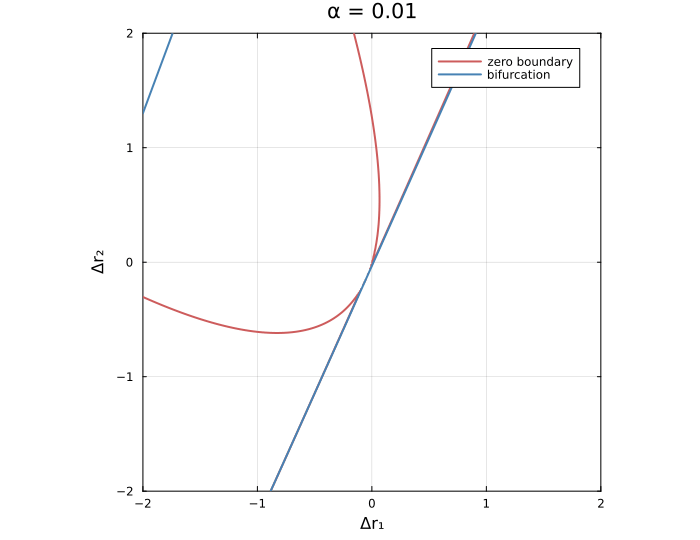 α = 0.01
2
1
0
−1
−2
−2
−1
0
1
2
Δr₂
Δr₁
zero boundary
bifurcation